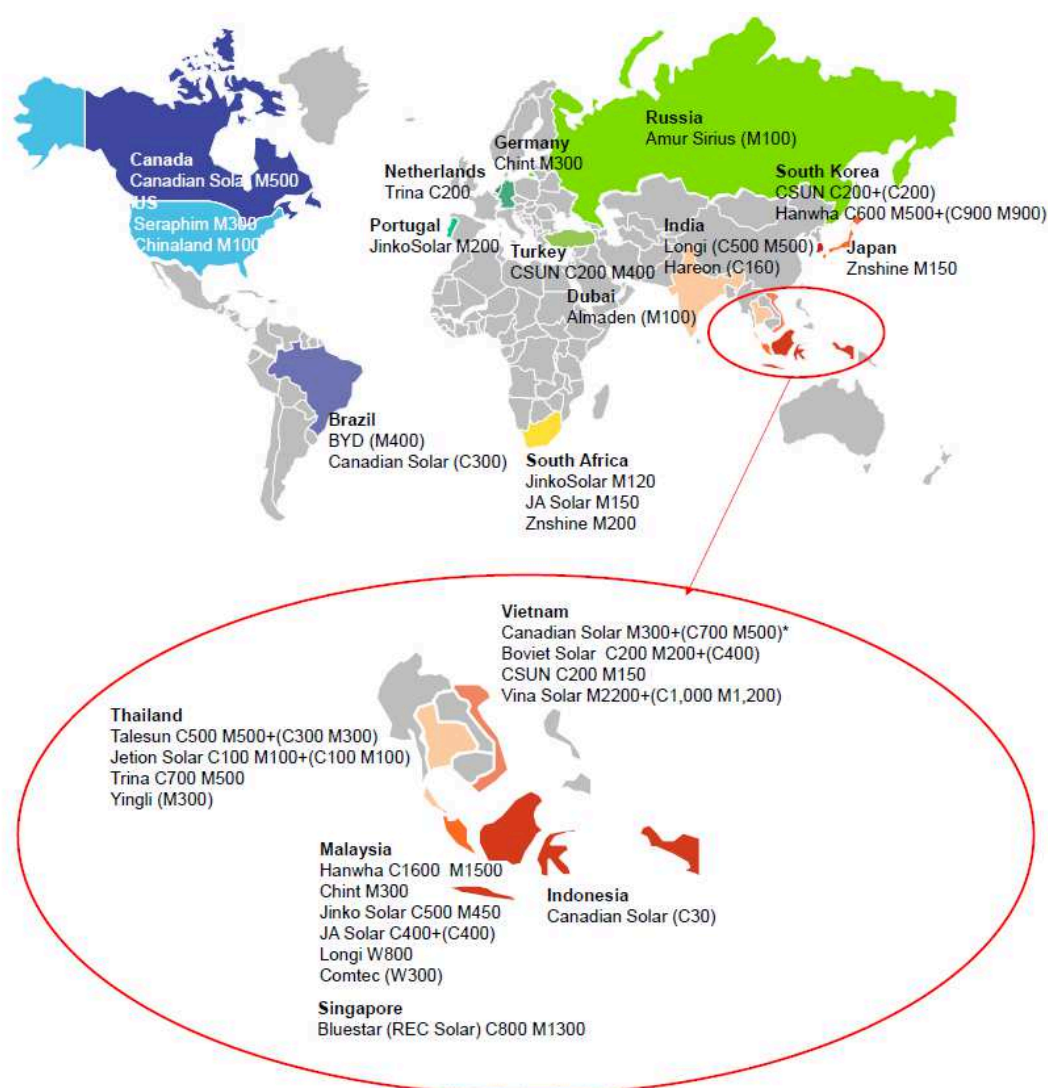 Canada
Canadian Solar M500
US
Seraphim M300
Chinaland M100
Netherlands
Trina C200
Germany
Chint M300
Portugal
JinkoSolar M200
Turkey
CSUN C200 M400
Dubai
Almaden (M100)
Russia
Amur Sirius (M100)
South Korea
CSUN C200+(C200)
Hanwha C600 M500+(C900 M900)
India
Longi (C500 M500)
Hareon (C160)
Japan
Znshine M150
Brazil
BYD (M400)
Canadian Solar (C300)
South Africa
JinkoSolar M120
JA Solar M150
Znshine M200
Vietnam
Canadian Solar M300+(C700 M500)*
Boviet Solar C200 M200+(C400)
CSUN C200 M150
Vina Solar M2200+(C1,000 M1,200)
Thailand
Talesun C500 M500+(C300 M300)
Jetion Solar C100 M100+(C100 M100)
Trina C700 M500
Yingli (M300)
Malaysia
Hanwha C1600 M1500
Chint M300
Jinko Solar C500 M450
JA Solar C400+(C400)
Longi W800
Comtec (W300)
Indonesia
Canadian Solar (C30)
Singapore
Bluestar (REC Solar) C800 M1300